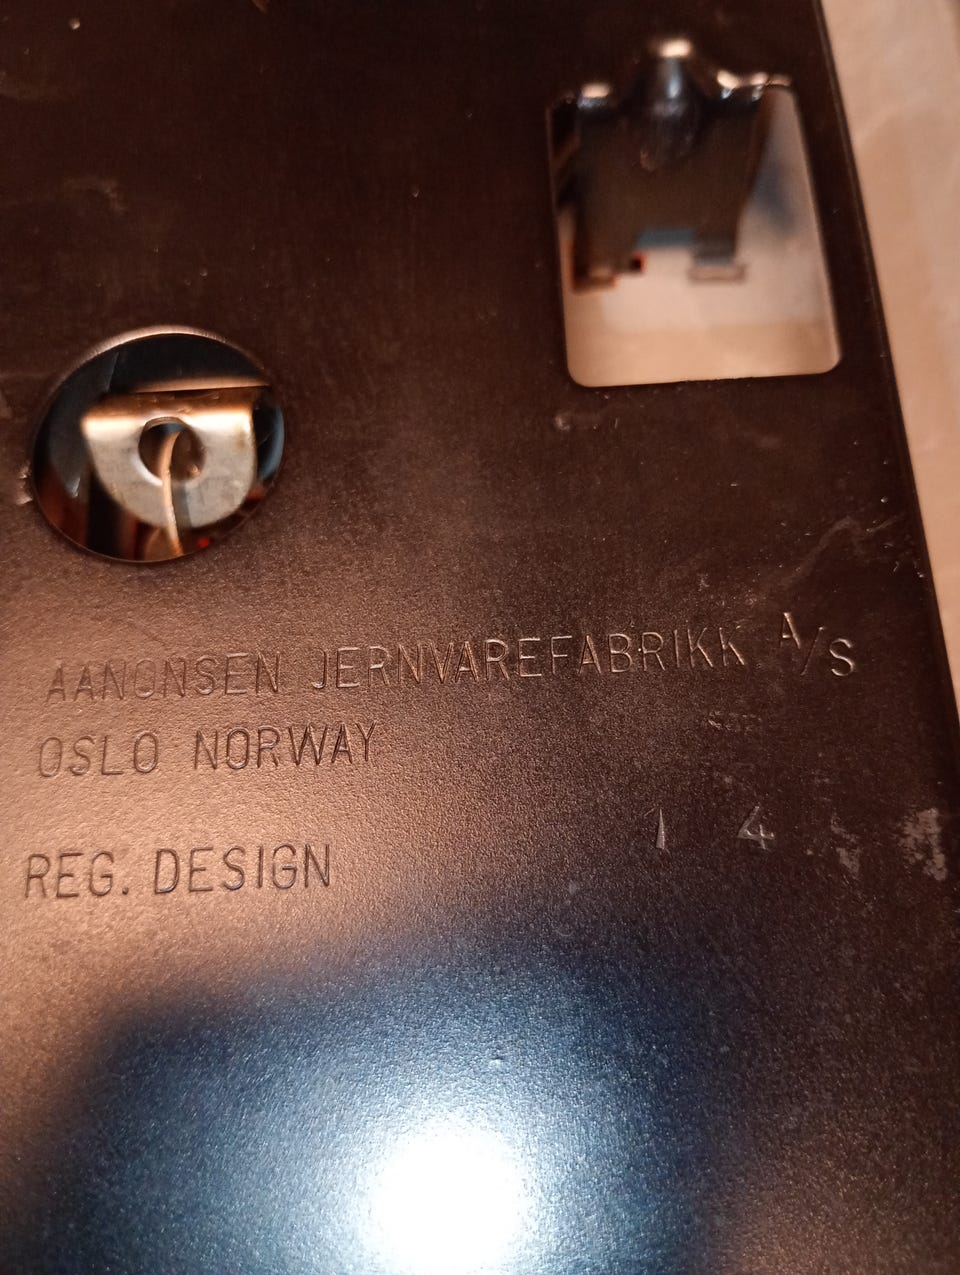 AANONSEN JERNVAREFABRIKK A/S
OSLO NORWAY
1 4
REG. DESIGN